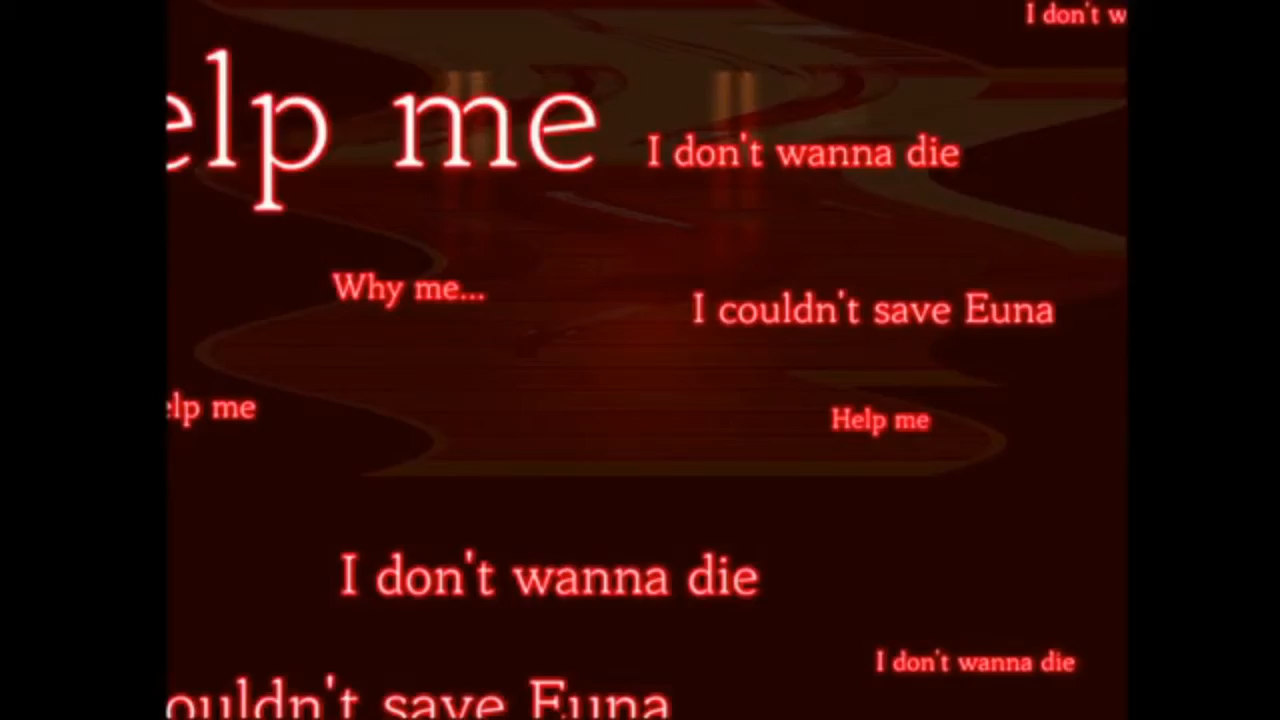 I don't w
elp me
I don't wanna die
Why me...
I couldn't save Euna
elp me
Help me
I don't wanna die
I don't wanna die
ouldn't save Euna